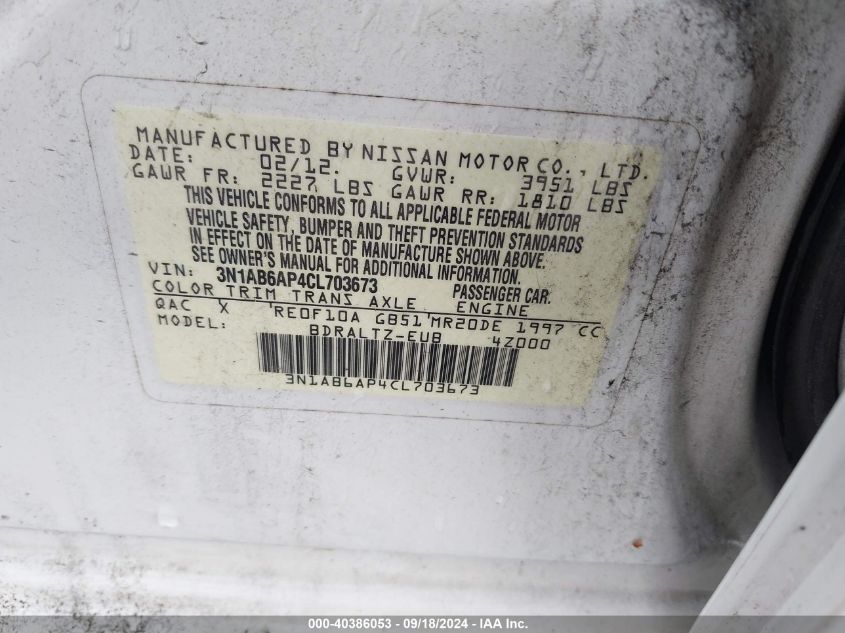 MANUFACTURED BY NISSAN MOTOR CO., LTD.
DATE: 02/12. GVWR: 3951 LBS
GAWR FR: 2227 LBS GAWR RR: 1810 LBS
THIS VEHICLE CONFORMS TO ALL APPLICABLE FEDERAL MOTOR
VEHICLE SAFETY, BUMPER AND THEFT PREVENTION STANDARDS
IN EFFECT ON THE DATE OF MANUFACTURE SHOWN ABOVE.
SEE OWNER'S MANUAL FOR ADDITIONAL INFORMATION.
VIN: 3N1AB6AP4CL703673 PASSENGER CAR.
COLOR TRIM TRANS AXLE ENGINE
QAC X RE0F10A GB51 MR20DE 1997 CC
MODEL: BDRALTZ-EUB 4Z000
3N1AB6AP4CL703673
000-40386053 - 09/18/2024 - IAA Inc.